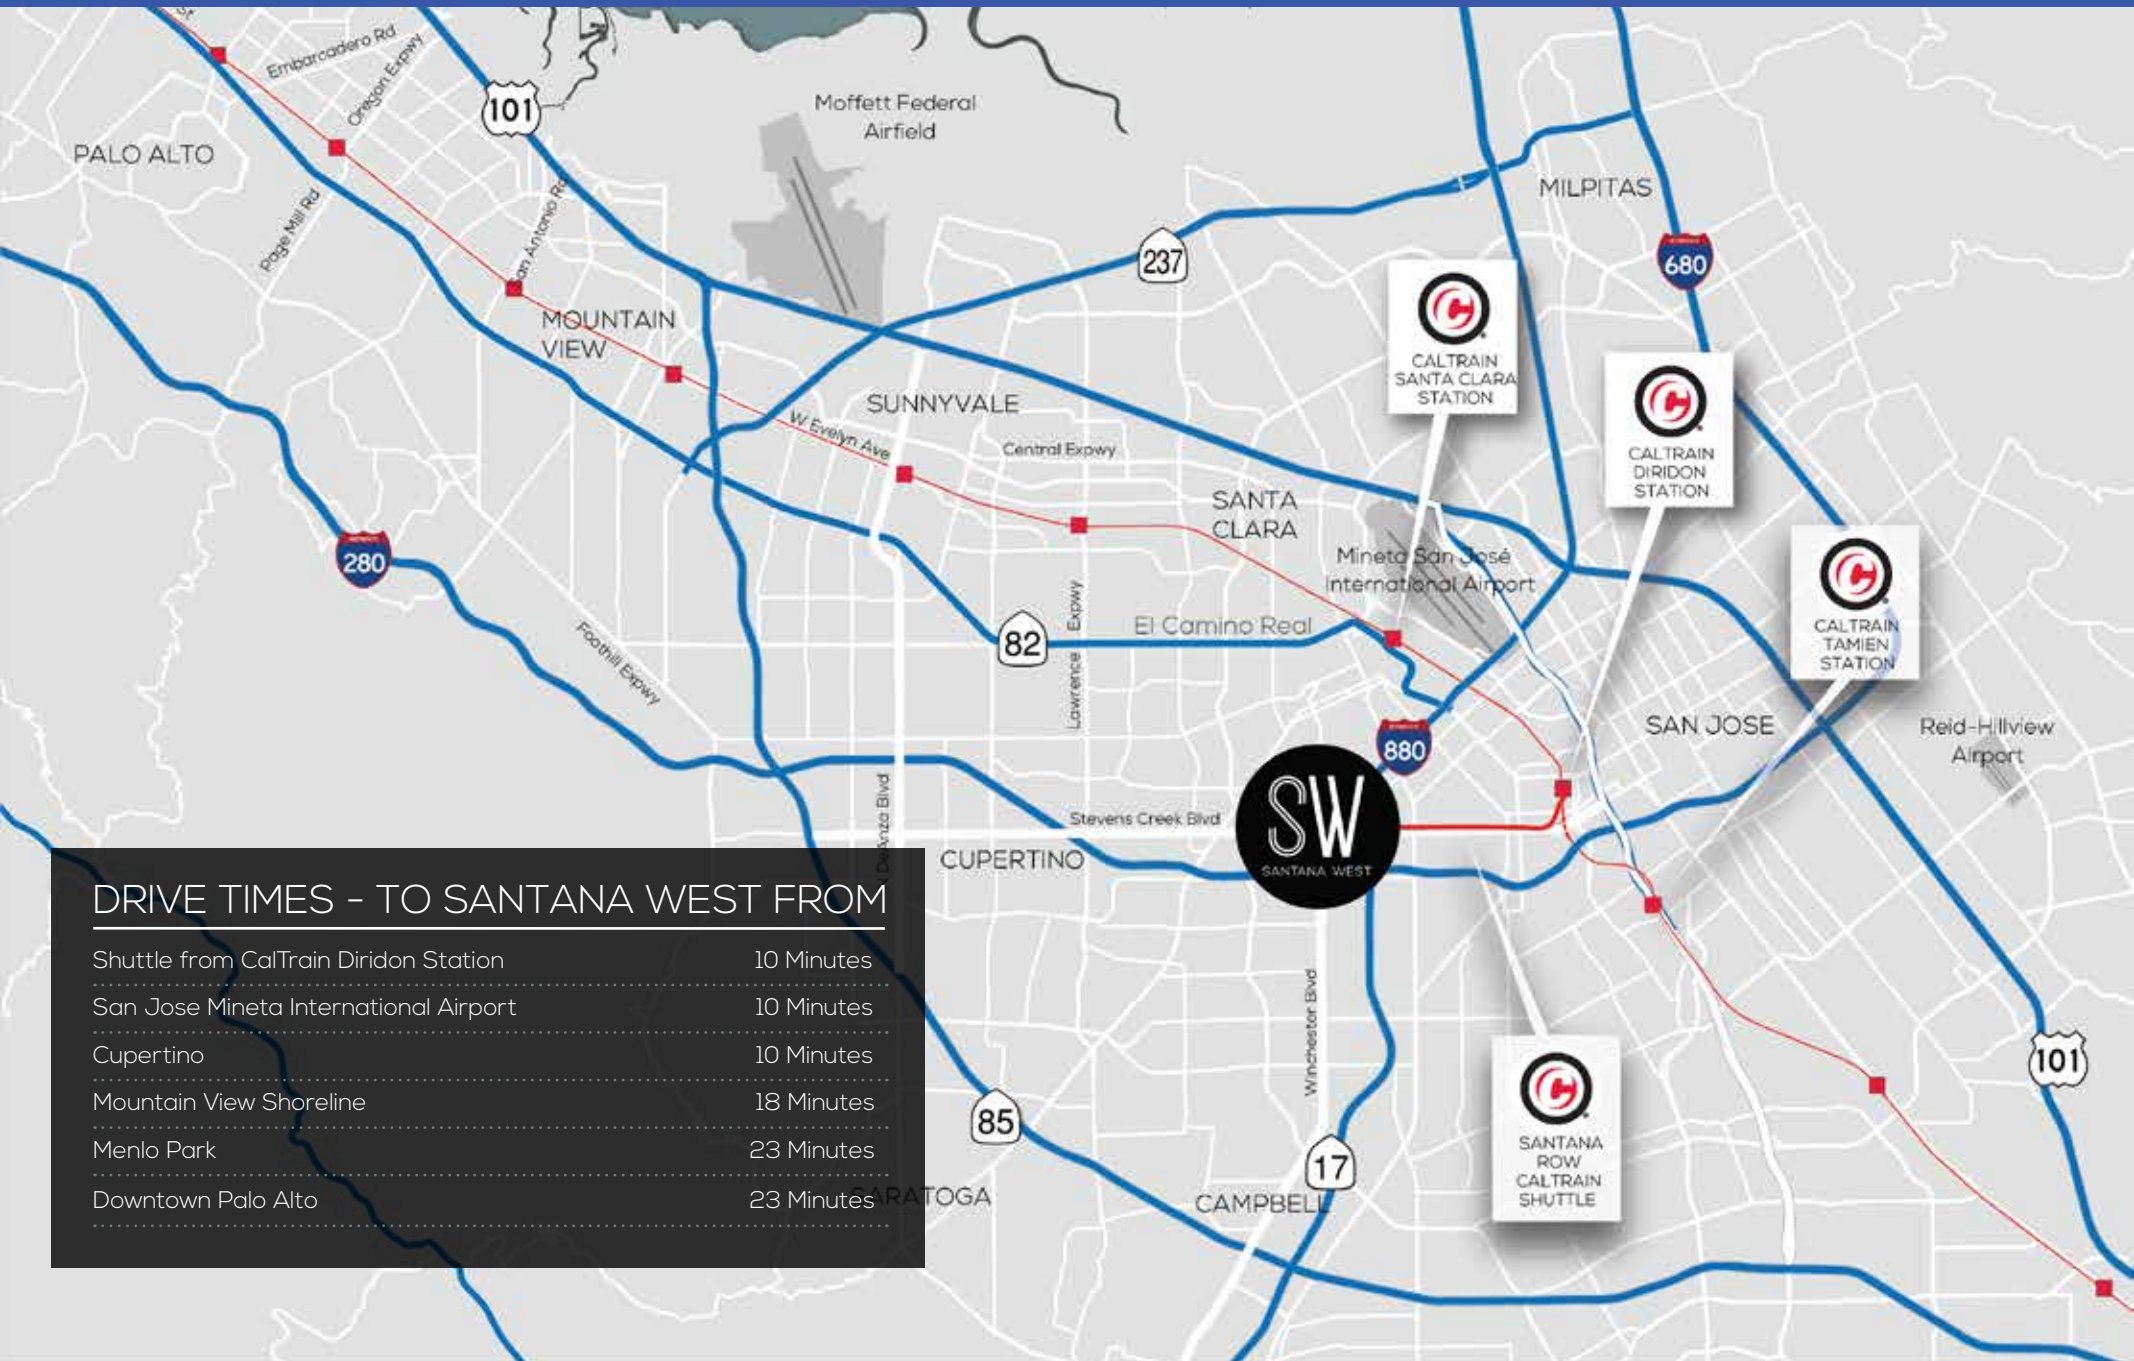 St
Embarcadero Rd
Oregon Expwy
101
Moffett Federal
Airfield
PALO ALTO
Page Mill Rd
San Antonio Rd
MILPITAS
237
680
MOUNTAIN
VIEW
CALTRAIN
SANTA CLARA
STATION
SUNNYVALE
W Evelyn Ave
Central Expwy
CALTRAIN
DIRIDON
STATION
SANTA
CLARA
280
Mineta San José
International Airport
CALTRAIN
TAMIEN
STATION
Foothill Expwy
82
Lawrence Expwy
El Camino Real
SAN JOSE
Reid-Hillview
Airport
880
SW
SANTANA WEST
N DeAnza Blvd
Stevens Creek Blvd
CUPERTINO
DRIVE TIMES - TO SANTANA WEST FROM
Shuttle from CalTrain Diridon Station 10 Minutes
San Jose Mineta International Airport 10 Minutes
Cupertino 10 Minutes
Mountain View Shoreline 18 Minutes
Menlo Park 23 Minutes
Downtown Palo Alto 23 Minutes
SARATOGA
Winchester Blvd
101
85
17
CAMPBELL
SANTANA
ROW
CALTRAIN
SHUTTLE